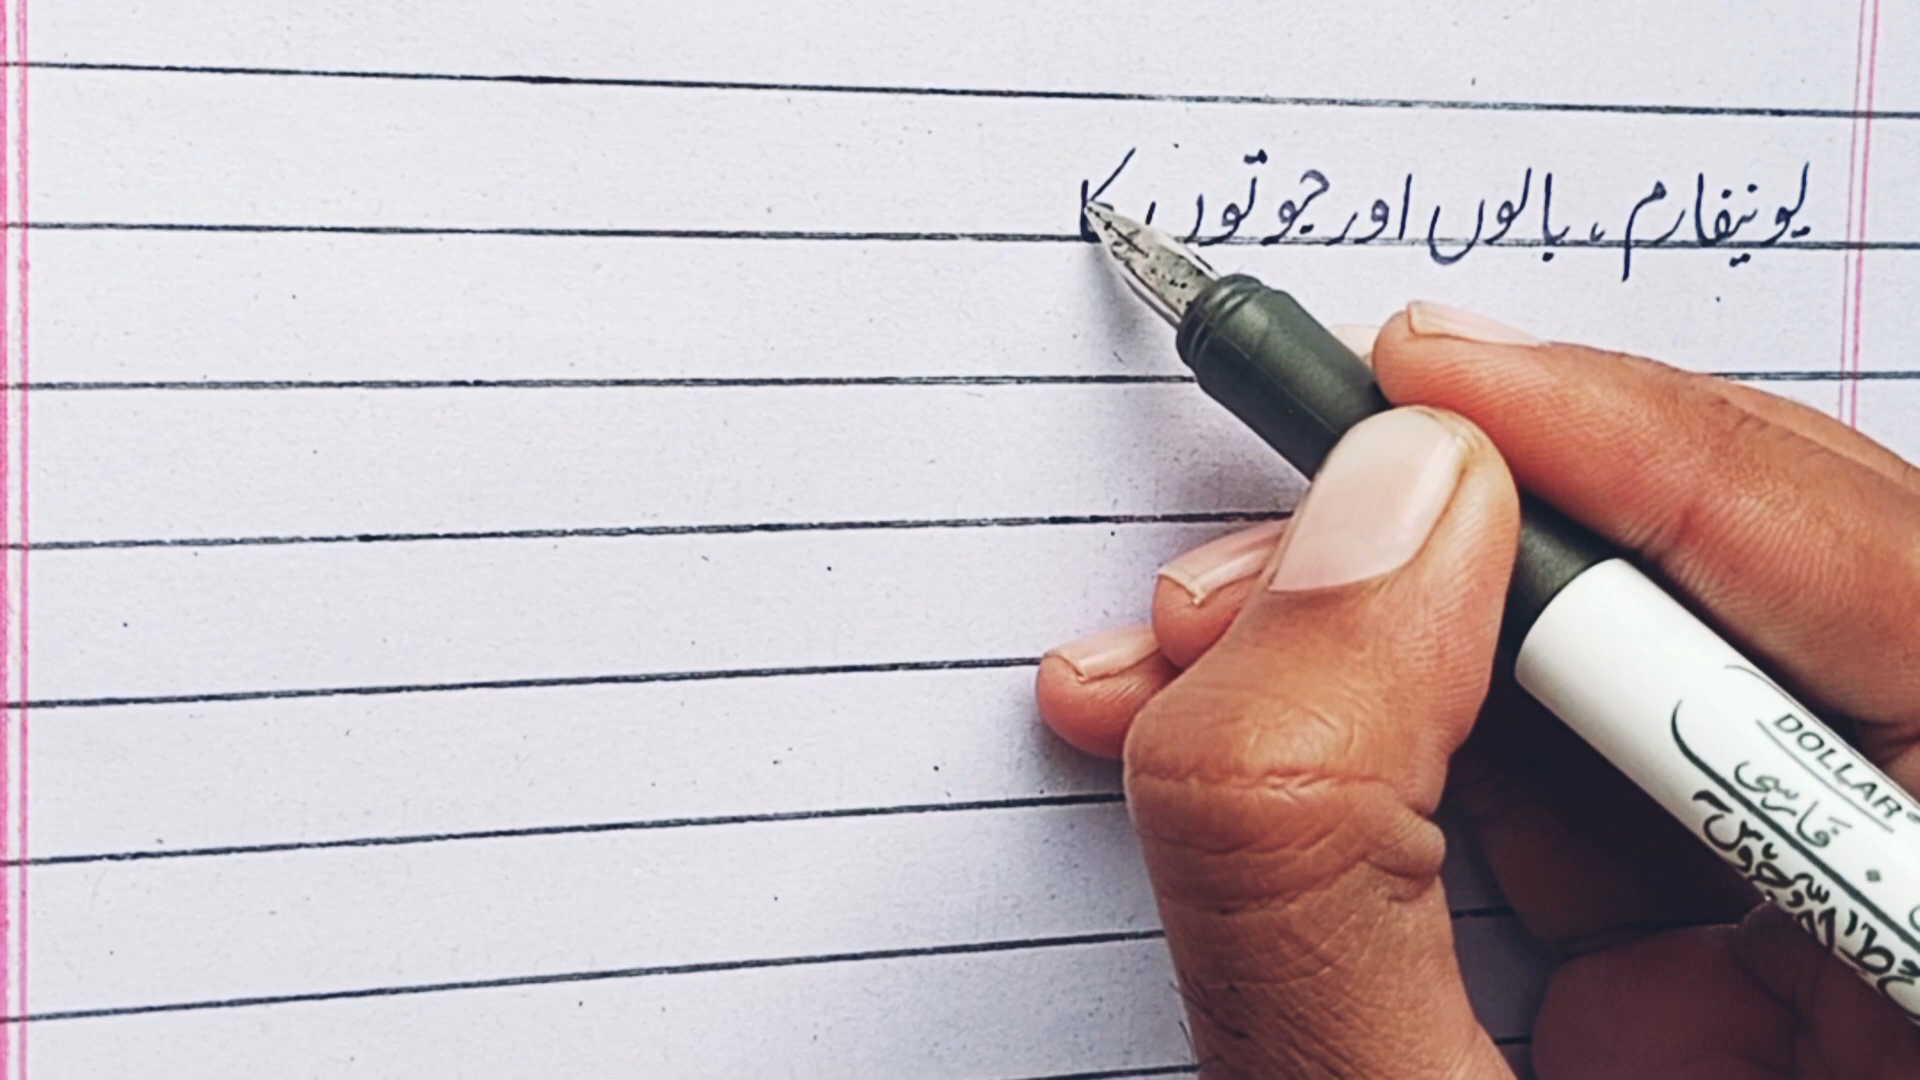 یونیفارم، بالوں اور جوتوں کا
DOLLAR
فارسی